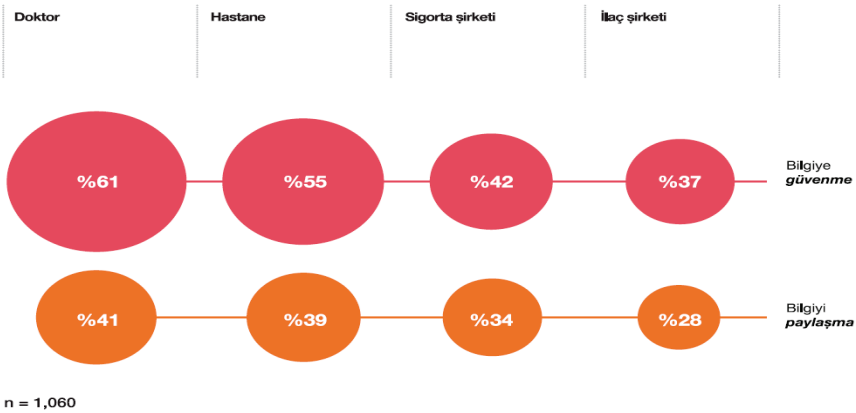 Doktor Hastane Sigorta şirketi İlaç şirketi
%61 %55 %42 %37
Bilgiye
güvenme
%41 %39 %34 %28
Bilgiyi
paylaşma
n = 1,060